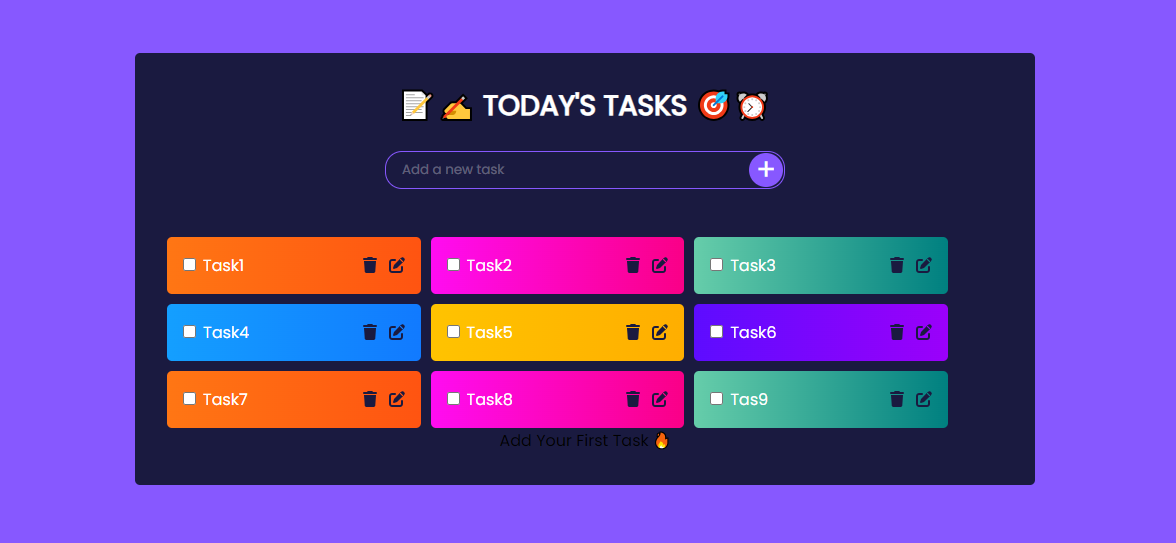 TODAY'S TASKS
Add a new task
Task1 Task2 Task3
Task4 Task5 Task6
Task7 Task8 Tas9
Add Your First Task